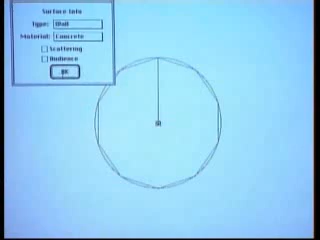 Surface Info
Type: Wall
Material: Concrete
Scattering
Audience
OK